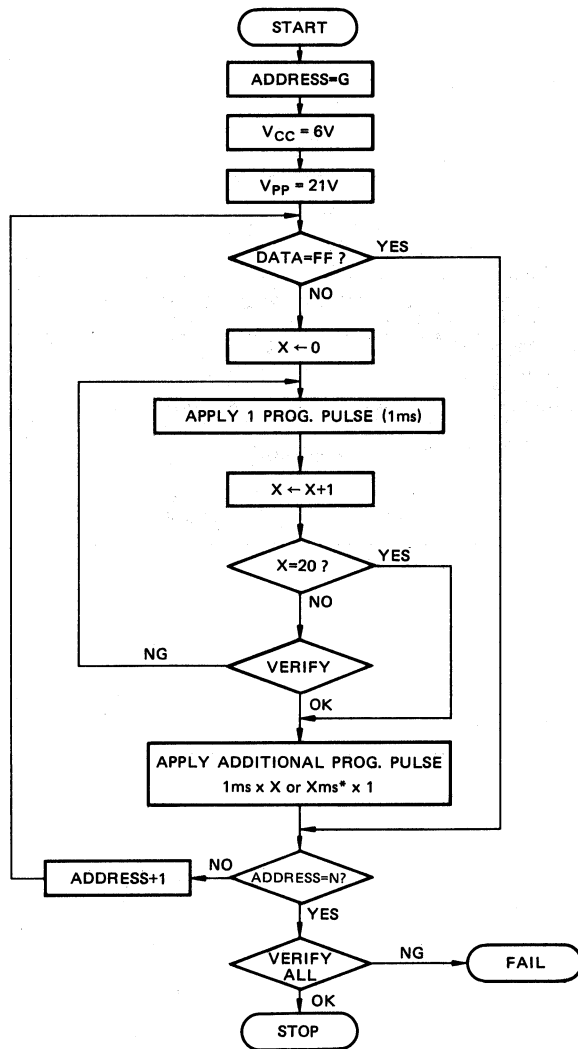 START
ADDRESS=G
VCC = 6V
VPP = 21V
DATA=FF ?
YES
NO
X ← 0
APPLY 1 PROG. PULSE (1ms)
X ← X+1
X=20 ?
YES
NO
NG
VERIFY
OK
APPLY ADDITIONAL PROG. PULSE
1ms x X or Xms* x 1
ADDRESS+1
NO
ADDRESS=N?
YES
VERIFY
ALL
NG
FAIL
OK
STOP